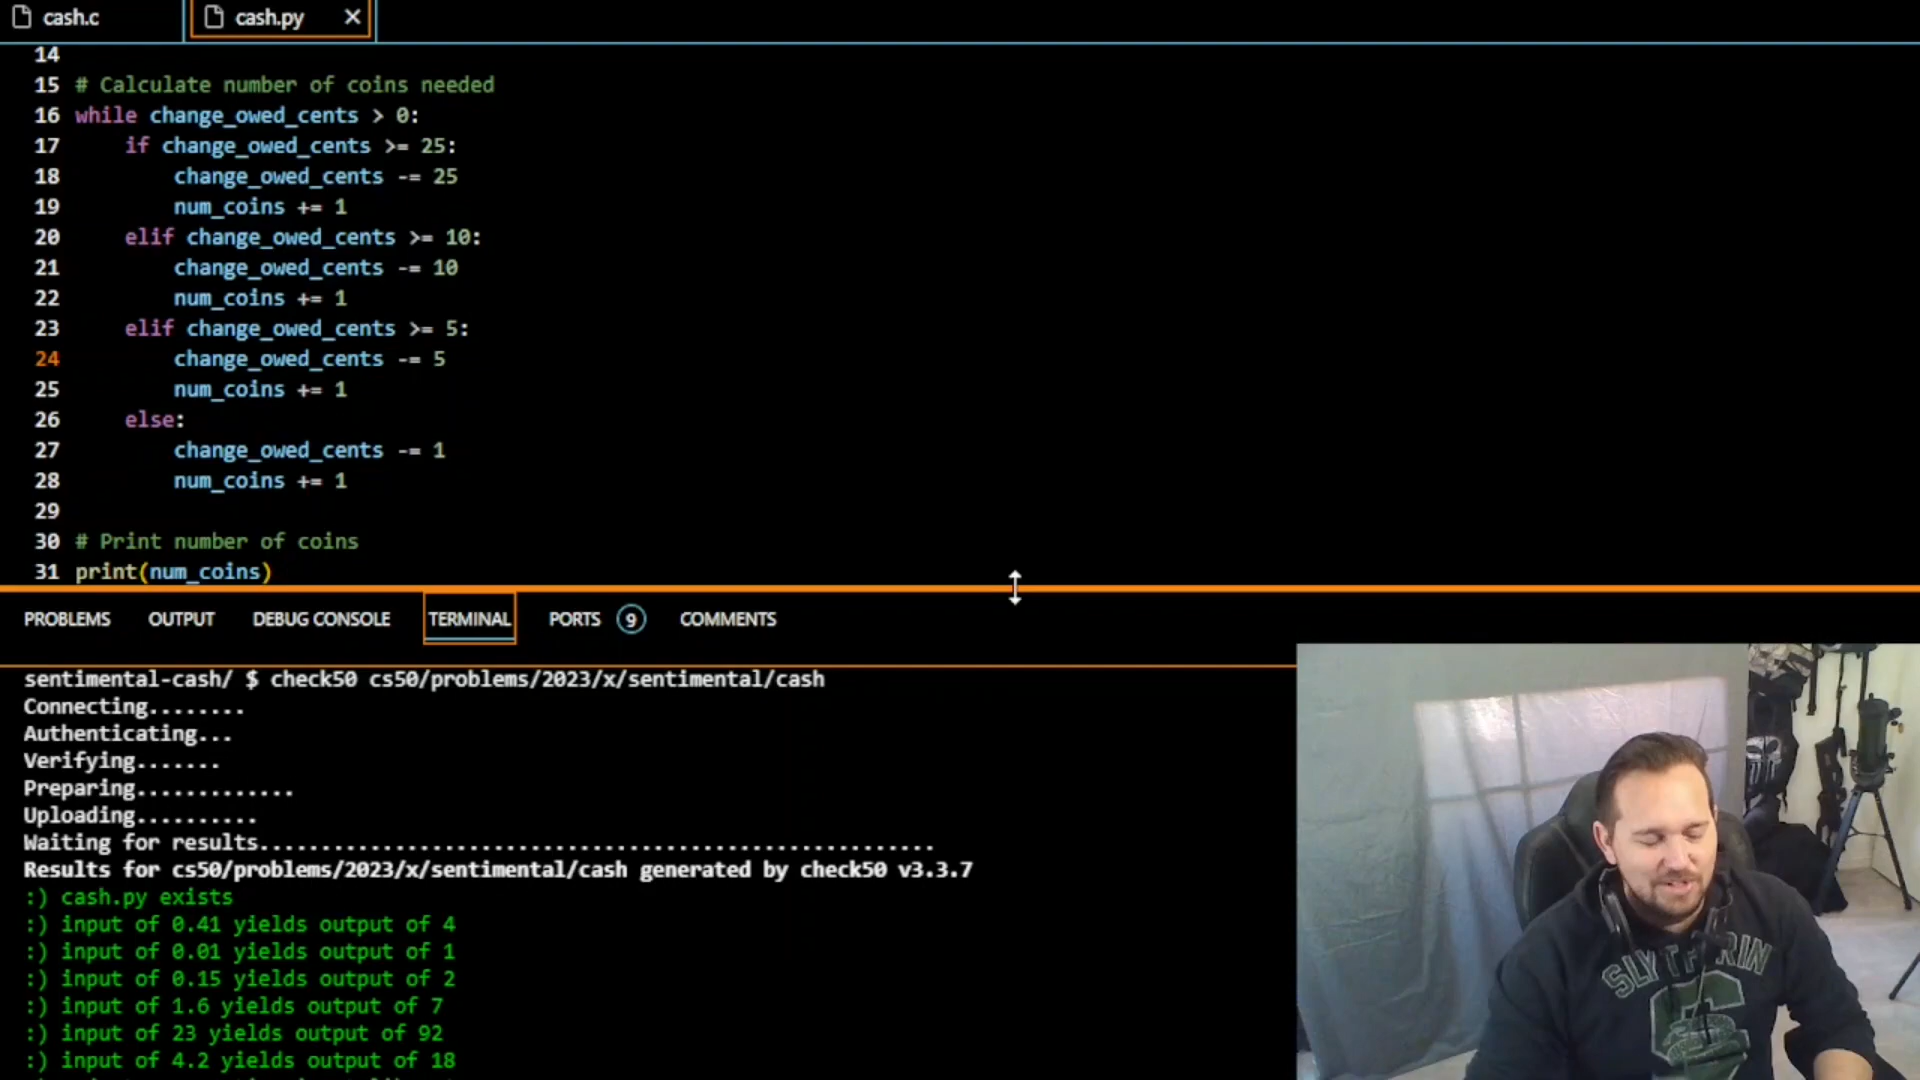 cash.c
cash.py
14
15 # Calculate number of coins needed
16 while change_owed_cents > 0:
17 if change_owed_cents >= 25:
18 change_owed_cents -= 25
19 num_coins += 1
20 elif change_owed_cents >= 10:
21 change_owed_cents -= 10
22 num_coins += 1
23 elif change_owed_cents >= 5:
24 change_owed_cents -= 5
25 num_coins += 1
26 else:
27 change_owed_cents -= 1
28 num_coins += 1
29
30 # Print number of coins
31 print(num_coins)
PROBLEMS OUTPUT DEBUG CONSOLE TERMINAL PORTS 9 COMMENTS
sentimental-cash/ $ check50 cs50/problems/2023/x/sentimental/cash
Connecting........
Authenticating...
Verifying.......
Preparing.............
Uploading..........
Waiting for results.......................................................
Results for cs50/problems/2023/x/sentimental/cash generated by check50 v3.3.7
:) cash.py exists
:) input of 0.41 yields output of 4
:) input of 0.01 yields output of 1
:) input of 0.15 yields output of 2
:) input of 1.6 yields output of 7
:) input of 23 yields output of 92
:) input of 4.2 yields output of 18
SLYTHERIN